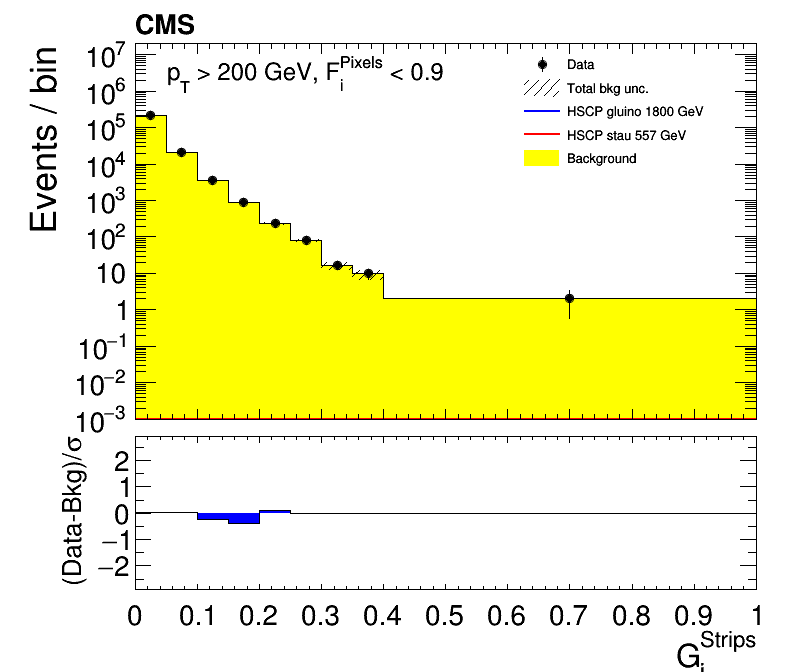 CMS
Events / bin
10^7
10^6
10^5
10^4
10^3
10^2
10
1
10^−1
10^−2
10^−3
p_T > 200 GeV, F_i^Pixels < 0.9
Data
Total bkg unc.
HSCP gluino 1800 GeV
HSCP stau 557 GeV
Background
(Data-Bkg)/σ
2
1
0
−1
−2
0 0.1 0.2 0.3 0.4 0.5 0.6 0.7 0.8 0.9 1
G_i^Strips